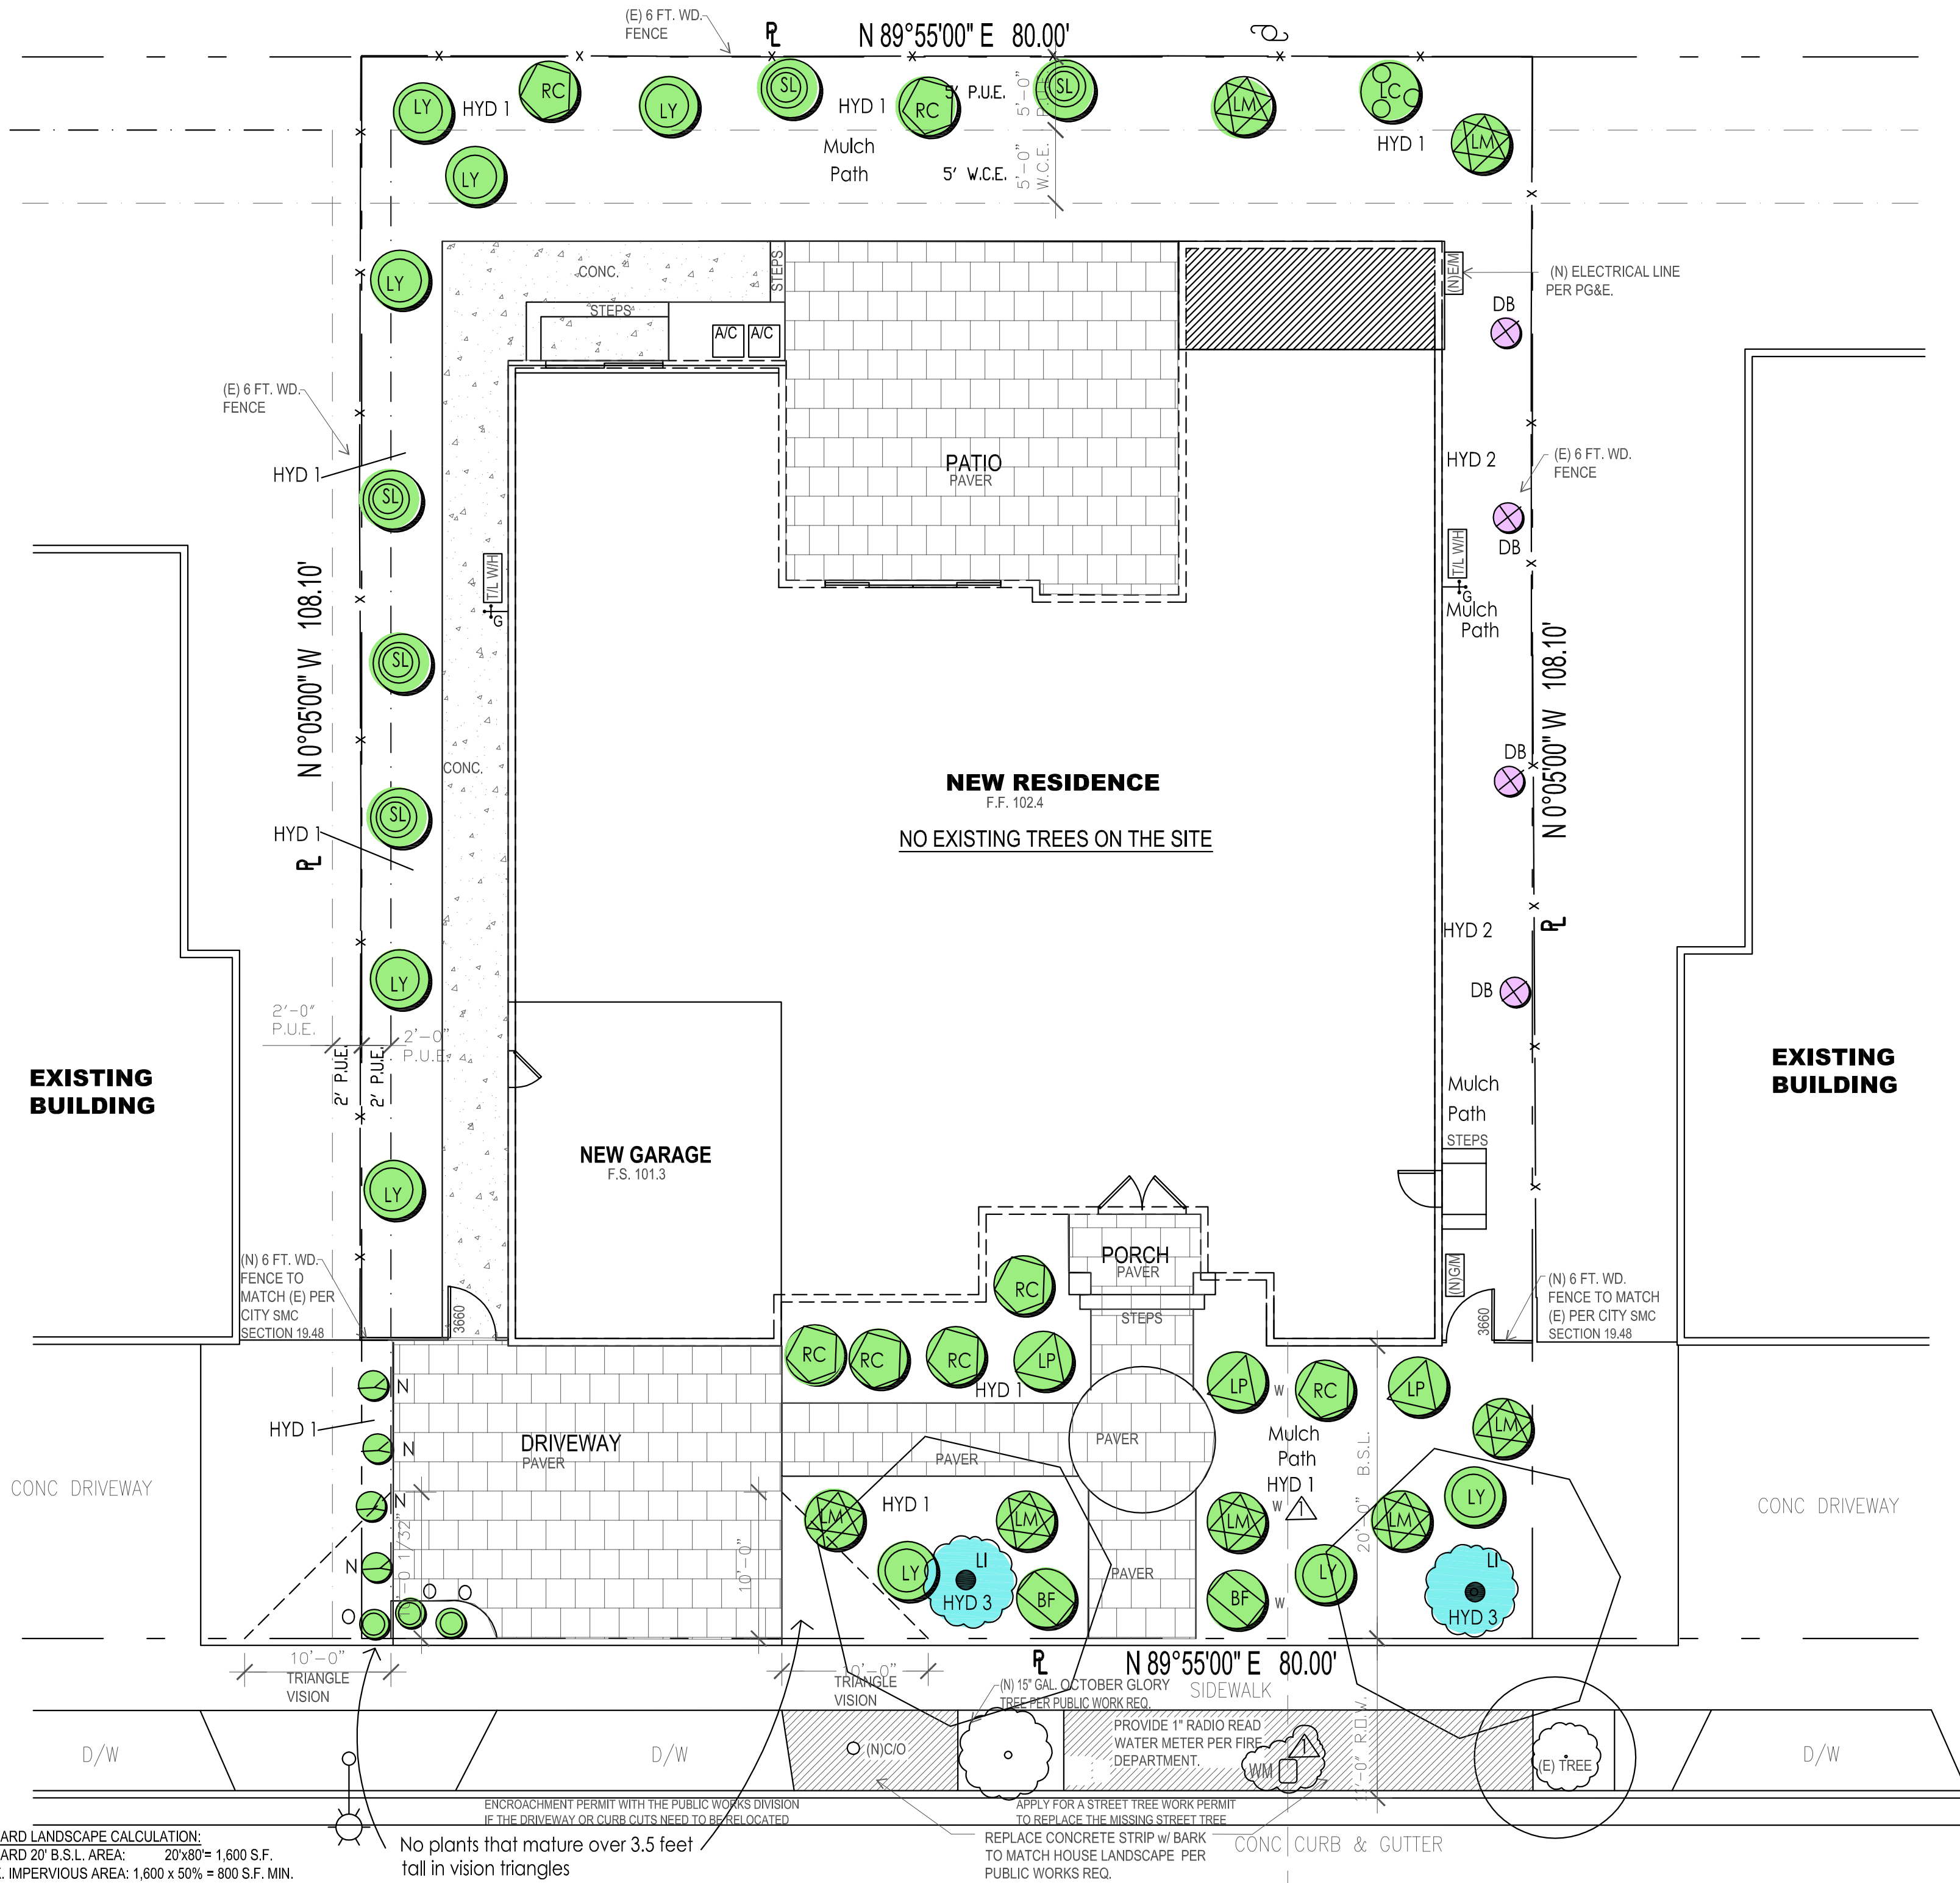 (E) 6 FT. WD.
FENCE
PL
N 89°55'00" E 80.00'
LY
HYD 1
RC
LY
SL
HYD 1
RC
5' P.U.E.
5'-0"
P.U.E.
SL
LM
LC
HYD 1
LM
LY
Mulch
Path
5' W.C.E.
5'-0"
W.C.E.
LY
CONC.
STEPS
STEPS
A/C
A/C
(N)E/M
(N) ELECTRICAL LINE
PER PG&E.
DB
(E) 6 FT. WD.
FENCE
HYD 1
SL
PATIO
PAVER
HYD 2
(E) 6 FT. WD.
FENCE
DB
T/L W/H
G
T/L W/H
G
Mulch
Path
N 0°05'00" W 108.10'
SL
N 0°05'00" W 108.10'
CONC.
DB
NEW RESIDENCE
F.F. 102.4
NO EXISTING TREES ON THE SITE
HYD 1
SL
PL
HYD 2
PL
LY
DB
2'-0"
P.U.E.
2'-0"
P.U.E.
2' P.U.E.
2' P.U.E.
EXISTING
BUILDING
EXISTING
BUILDING
Mulch
Path
STEPS
NEW GARAGE
F.S. 101.3
LY
(N) 6 FT. WD.
FENCE TO
MATCH (E) PER
CITY SMC
SECTION 19.48
3660
RC
PORCH
PAVER
STEPS
(N)G/M
3660
(N) 6 FT. WD.
FENCE TO MATCH
(E) PER CITY SMC
SECTION 19.48
RC
RC
RC
LP
HYD 1
LP
W
RC
LP
LM
N
HYD 1
N
DRIVEWAY
PAVER
PAVER
PAVER
Mulch
Path
HYD 1
W
1
20'-0" B.S.L.
CONC DRIVEWAY
CONC DRIVEWAY
N
N
10'-0"
LM
HYD 1
LM
LM
LM
LY
LY
LI
HYD 3
BF
PAVER
BF
W
LY
LI
HYD 3
O
O
O
10'-0"
TRIANGLE
VISION
10'-0"
TRIANGLE
VISION
PL
N 89°55'00" E 80.00'
SIDEWALK
(N) 15" GAL. OCTOBER GLORY
TREE PER PUBLIC WORK REQ.
PROVIDE 1" RADIO READ
WATER METER PER FIRE
DEPARTMENT.
D/W
D/W
(N)C/O
WM
1
(E) TREE
D/W
ENCROACHMENT PERMIT WITH THE PUBLIC WORKS DIVISION
IF THE DRIVEWAY OR CURB CUTS NEED TO BE RELOCATED
APPLY FOR A STREET TREE WORK PERMIT
TO REPLACE THE MISSING STREET TREE
REPLACE CONCRETE STRIP w/ BARK
TO MATCH HOUSE LANDSCAPE PER
PUBLIC WORKS REQ.
CONC CURB & GUTTER
No plants that mature over 3.5 feet
tall in vision triangles
ARD LANDSCAPE CALCULATION:
ARD 20' B.S.L. AREA: 20'x80'= 1,600 S.F.
. IMPERVIOUS AREA: 1,600 x 50% = 800 S.F. MIN.